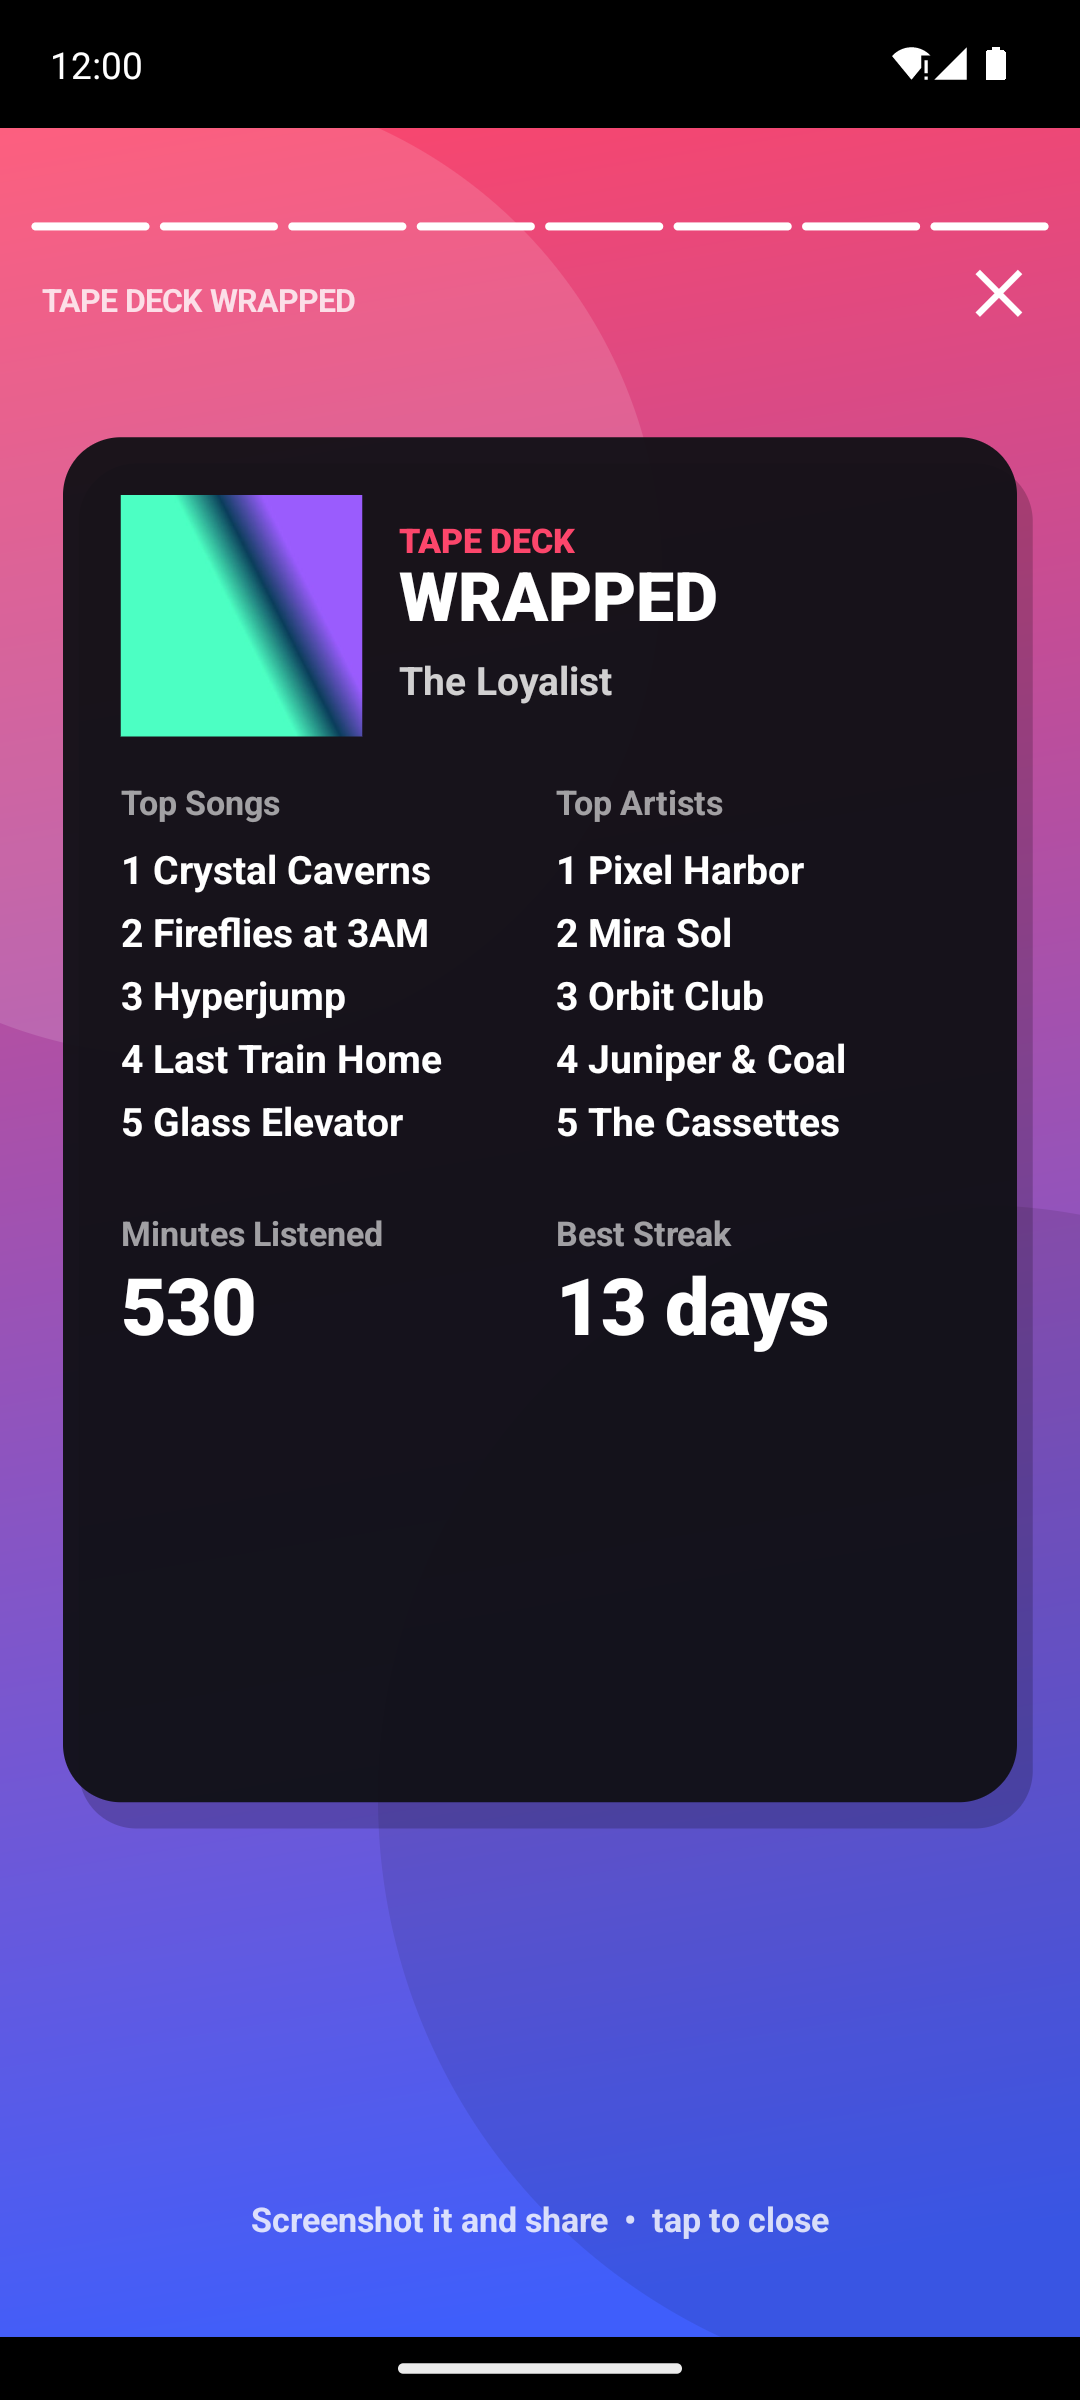 12:00
TAPE DECK WRAPPED
TAPE DECK
WRAPPED
The Loyalist
Top Songs
1 Crystal Caverns
2 Fireflies at 3AM
3 Hyperjump
4 Last Train Home
5 Glass Elevator
Top Artists
1 Pixel Harbor
2 Mira Sol
3 Orbit Club
4 Juniper & Coal
5 The Cassettes
Minutes Listened
530
Best Streak
13 days
Screenshot it and share • tap to close